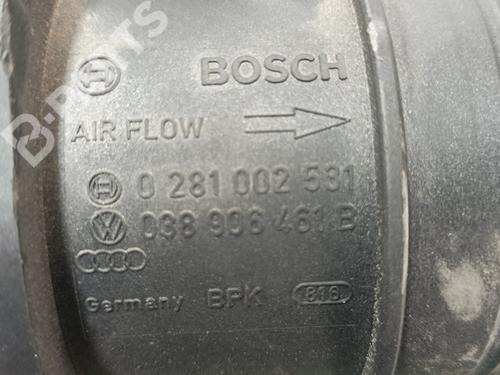 BOSCH
AIR FLOW
0 281 002 531
038 906 461 B
Germany BPK 816
B-PARTS